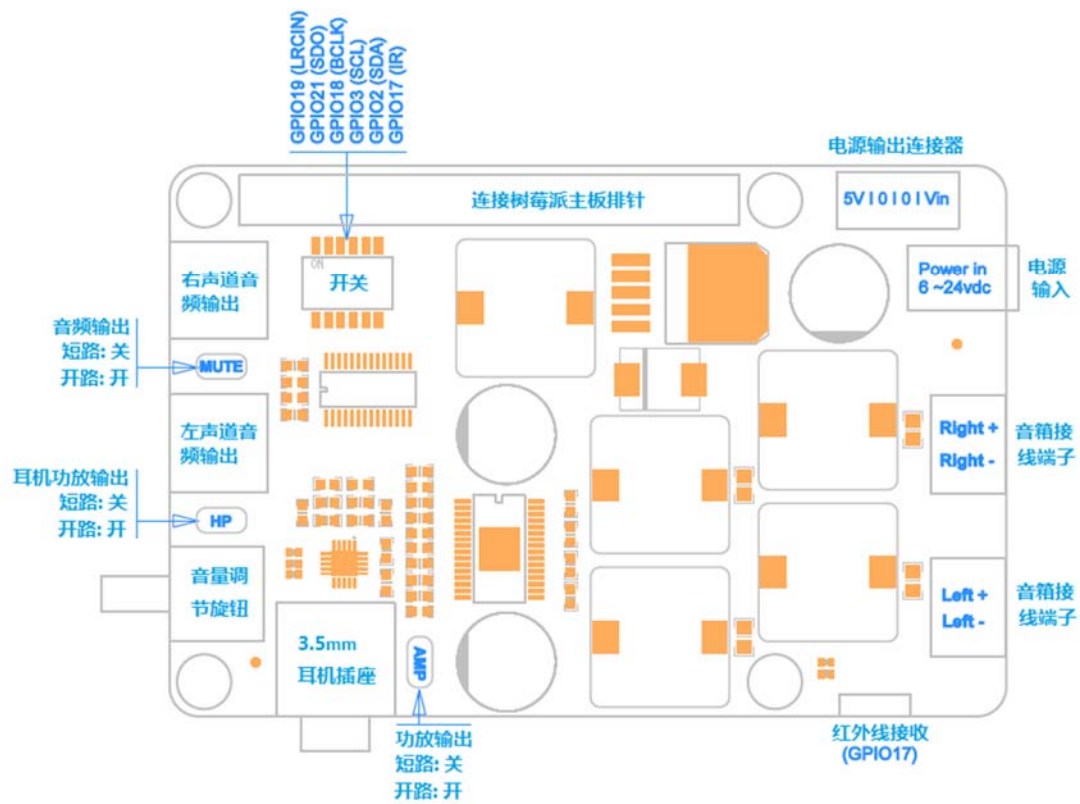 GPIO19 (LRCIN)
GPIO21 (SDO)
GPIO18 (BCLK)
GPIO3 (SCL)
GPIO2 (SDA)
GPIO17 (IR)
电源输出连接器
连接树莓派主板排针
5V I 0 I 0 I Vin
右声道音
频输出
ON
开关
Power in
6 ~24vdc
电源
输入
音频输出
短路: 关
开路: 开
MUTE
左声道音
频输出
Right +
Right -
音箱接
线端子
耳机功放输出
短路: 关
开路: 开
HP
音量调
节旋钮
Left +
Left -
音箱接
线端子
3.5mm
耳机插座
AMP
功放输出
短路: 关
开路: 开
红外线接收
(GPIO17)